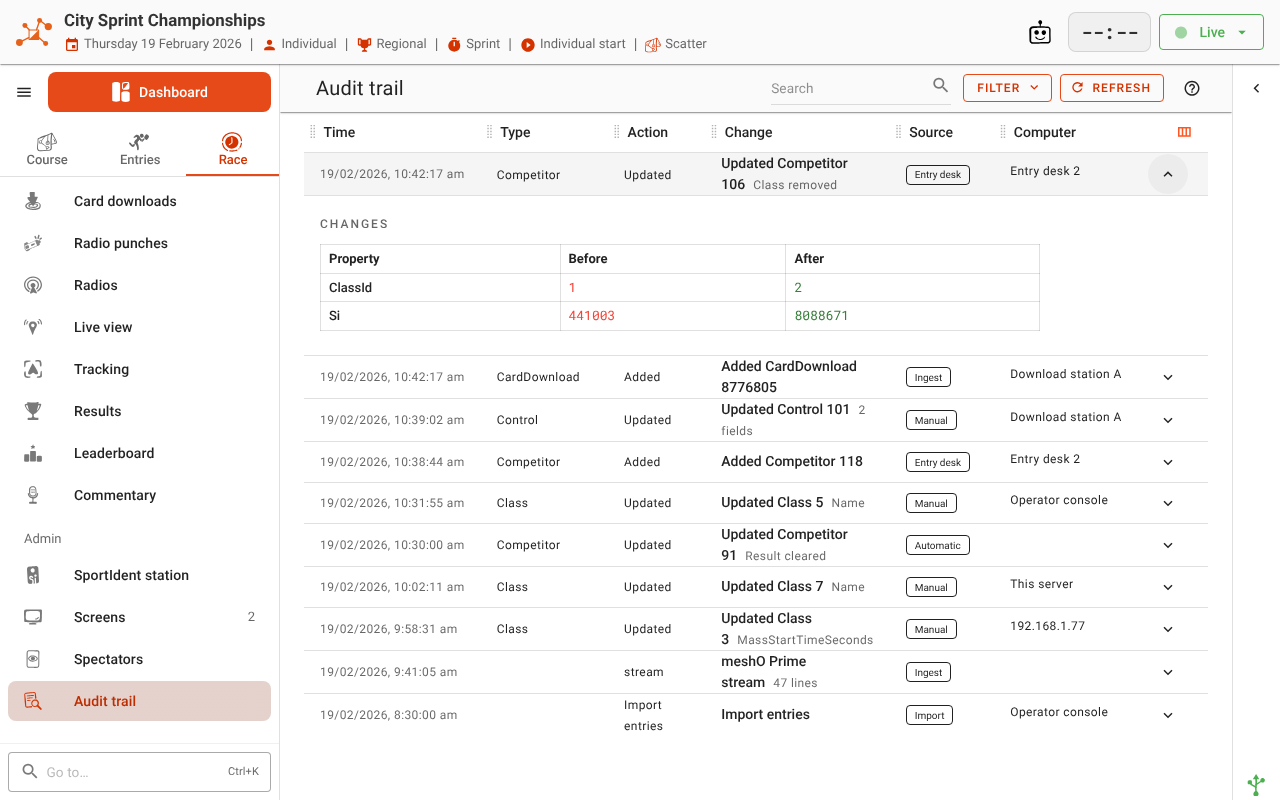 City Sprint Championships
Thursday 19 February 2026 | Individual | Regional | Sprint | Individual start | Scatter
--:--
Live
Dashboard
Audit trail
Search
FILTER
REFRESH
Course
Entries
Race
Card downloads
Radio punches
Radios
Live view
Tracking
Results
Leaderboard
Commentary
Admin
SportIdent station
Screens 2
Spectators
Audit trail
Go to...
Ctrl+K
Time Type Action Change Source Computer
19/02/2026, 10:42:17 am Competitor Updated Updated Competitor
106 Class removed Entry desk Entry desk 2
CHANGES
Property Before After
ClassId 1 2
Si 441003 8088671
19/02/2026, 10:42:17 am CardDownload Added Added CardDownload
8776805 Ingest Download station A
19/02/2026, 10:39:02 am Control Updated Updated Control 101 2
fields Manual Download station A
19/02/2026, 10:38:44 am Competitor Added Added Competitor 118 Entry desk Entry desk 2
19/02/2026, 10:31:55 am Class Updated Updated Class 5 Name Manual Operator console
19/02/2026, 10:30:00 am Competitor Updated Updated Competitor
91 Result cleared Automatic
19/02/2026, 10:02:11 am Class Updated Updated Class 7 Name Manual This server
19/02/2026, 9:58:31 am Class Updated Updated Class
3 MassStartTimeSeconds Manual 192.168.1.77
19/02/2026, 9:41:05 am stream meshO Prime
stream 47 lines Ingest
19/02/2026, 8:30:00 am Import
entries Import entries Import Operator console